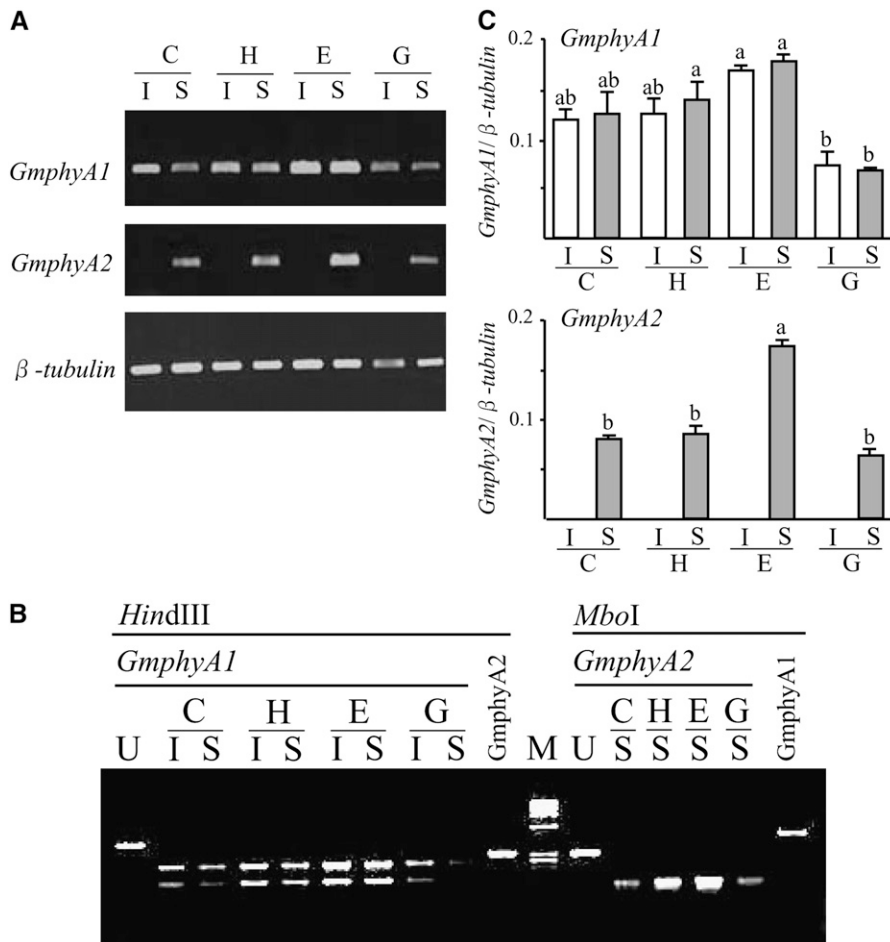 A
C H E G
I S I S I S I S
GmphyA1
GmphyA2
β-tubulin
C
GmphyA1
0.2
0.1
GmphyA1/β-tubulin
ab ab ab a a a b b
I S I S I S I S
C H E G
GmphyA2
0.2
0.1
GmphyA2/β-tubulin
b b a b
I S I S I S I S
C H E G
B
HindIII MboI
GmphyA1 GmphyA2 GmphyA2 GmphyA1
C H E G C H E G
U I S I S I S I S M U S S S S